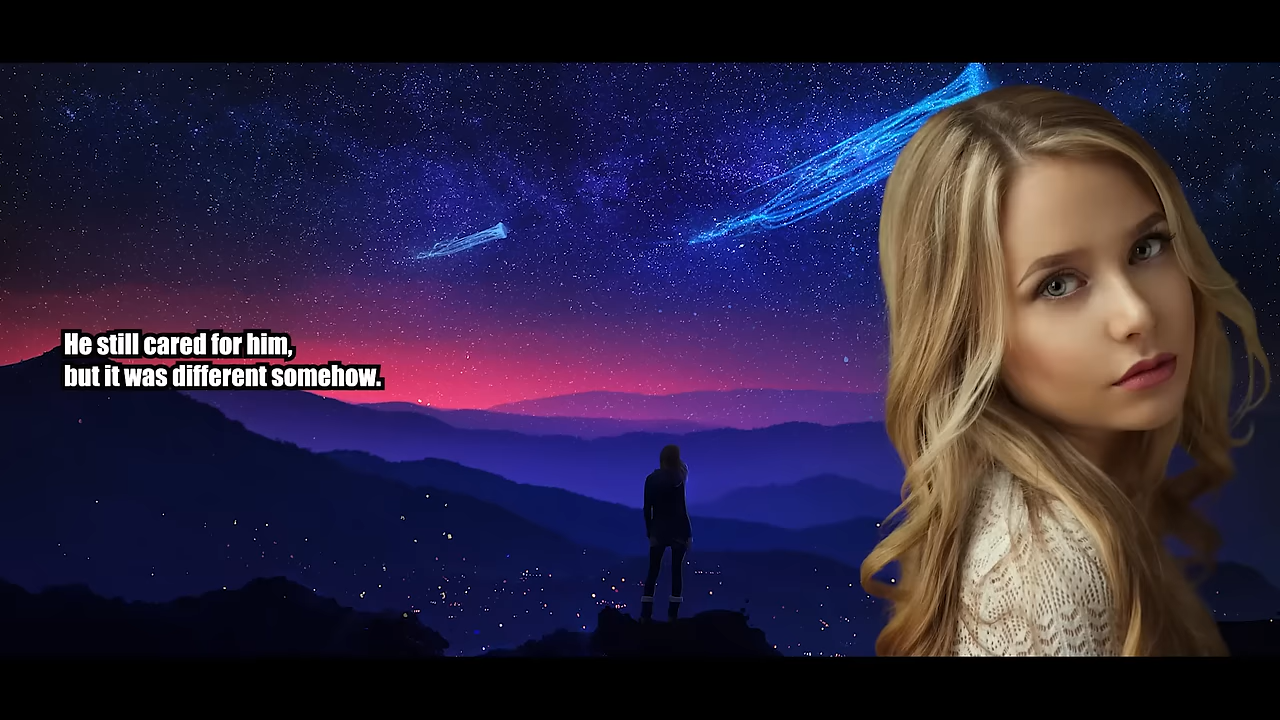 He still cared for him,
but it was different somehow.